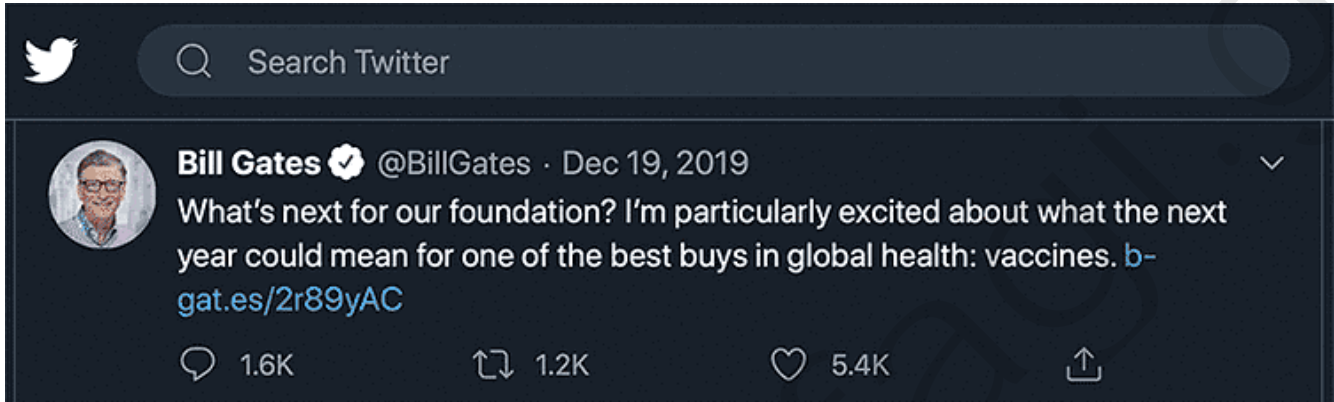 Search Twitter
Bill Gates @BillGates · Dec 19, 2019
What's next for our foundation? I'm particularly excited about what the next
year could mean for one of the best buys in global health: vaccines. b-
gat.es/2r89yAC
1.6K 1.2K 5.4K